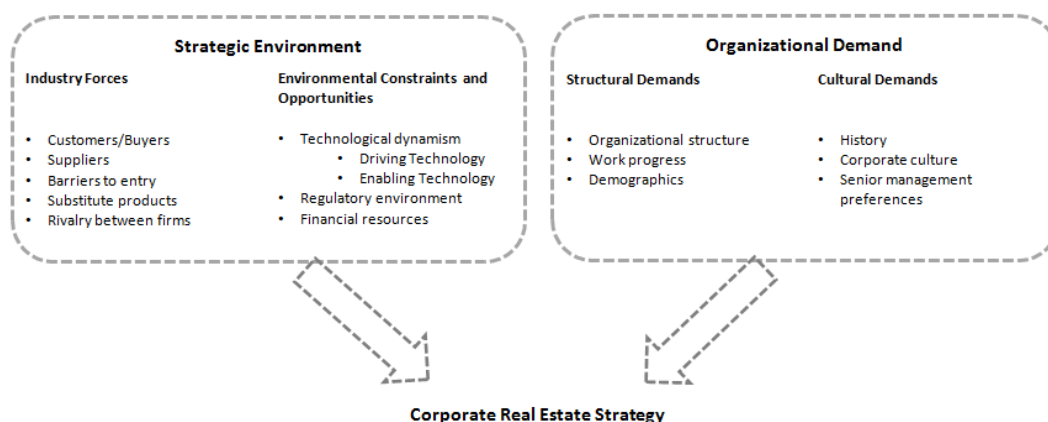 Strategic Environment
Industry Forces
Environmental Constraints and
Opportunities
• Customers/Buyers
• Suppliers
• Barriers to entry
• Substitute products
• Rivalry between firms
• Technological dynamism
• Driving Technology
• Enabling Technology
• Regulatory environment
• Financial resources
Organizational Demand
Structural Demands
• Organizational structure
• Work progress
• Demographics
Cultural Demands
• History
• Corporate culture
• Senior management
preferences
Corporate Real Estate Strategy